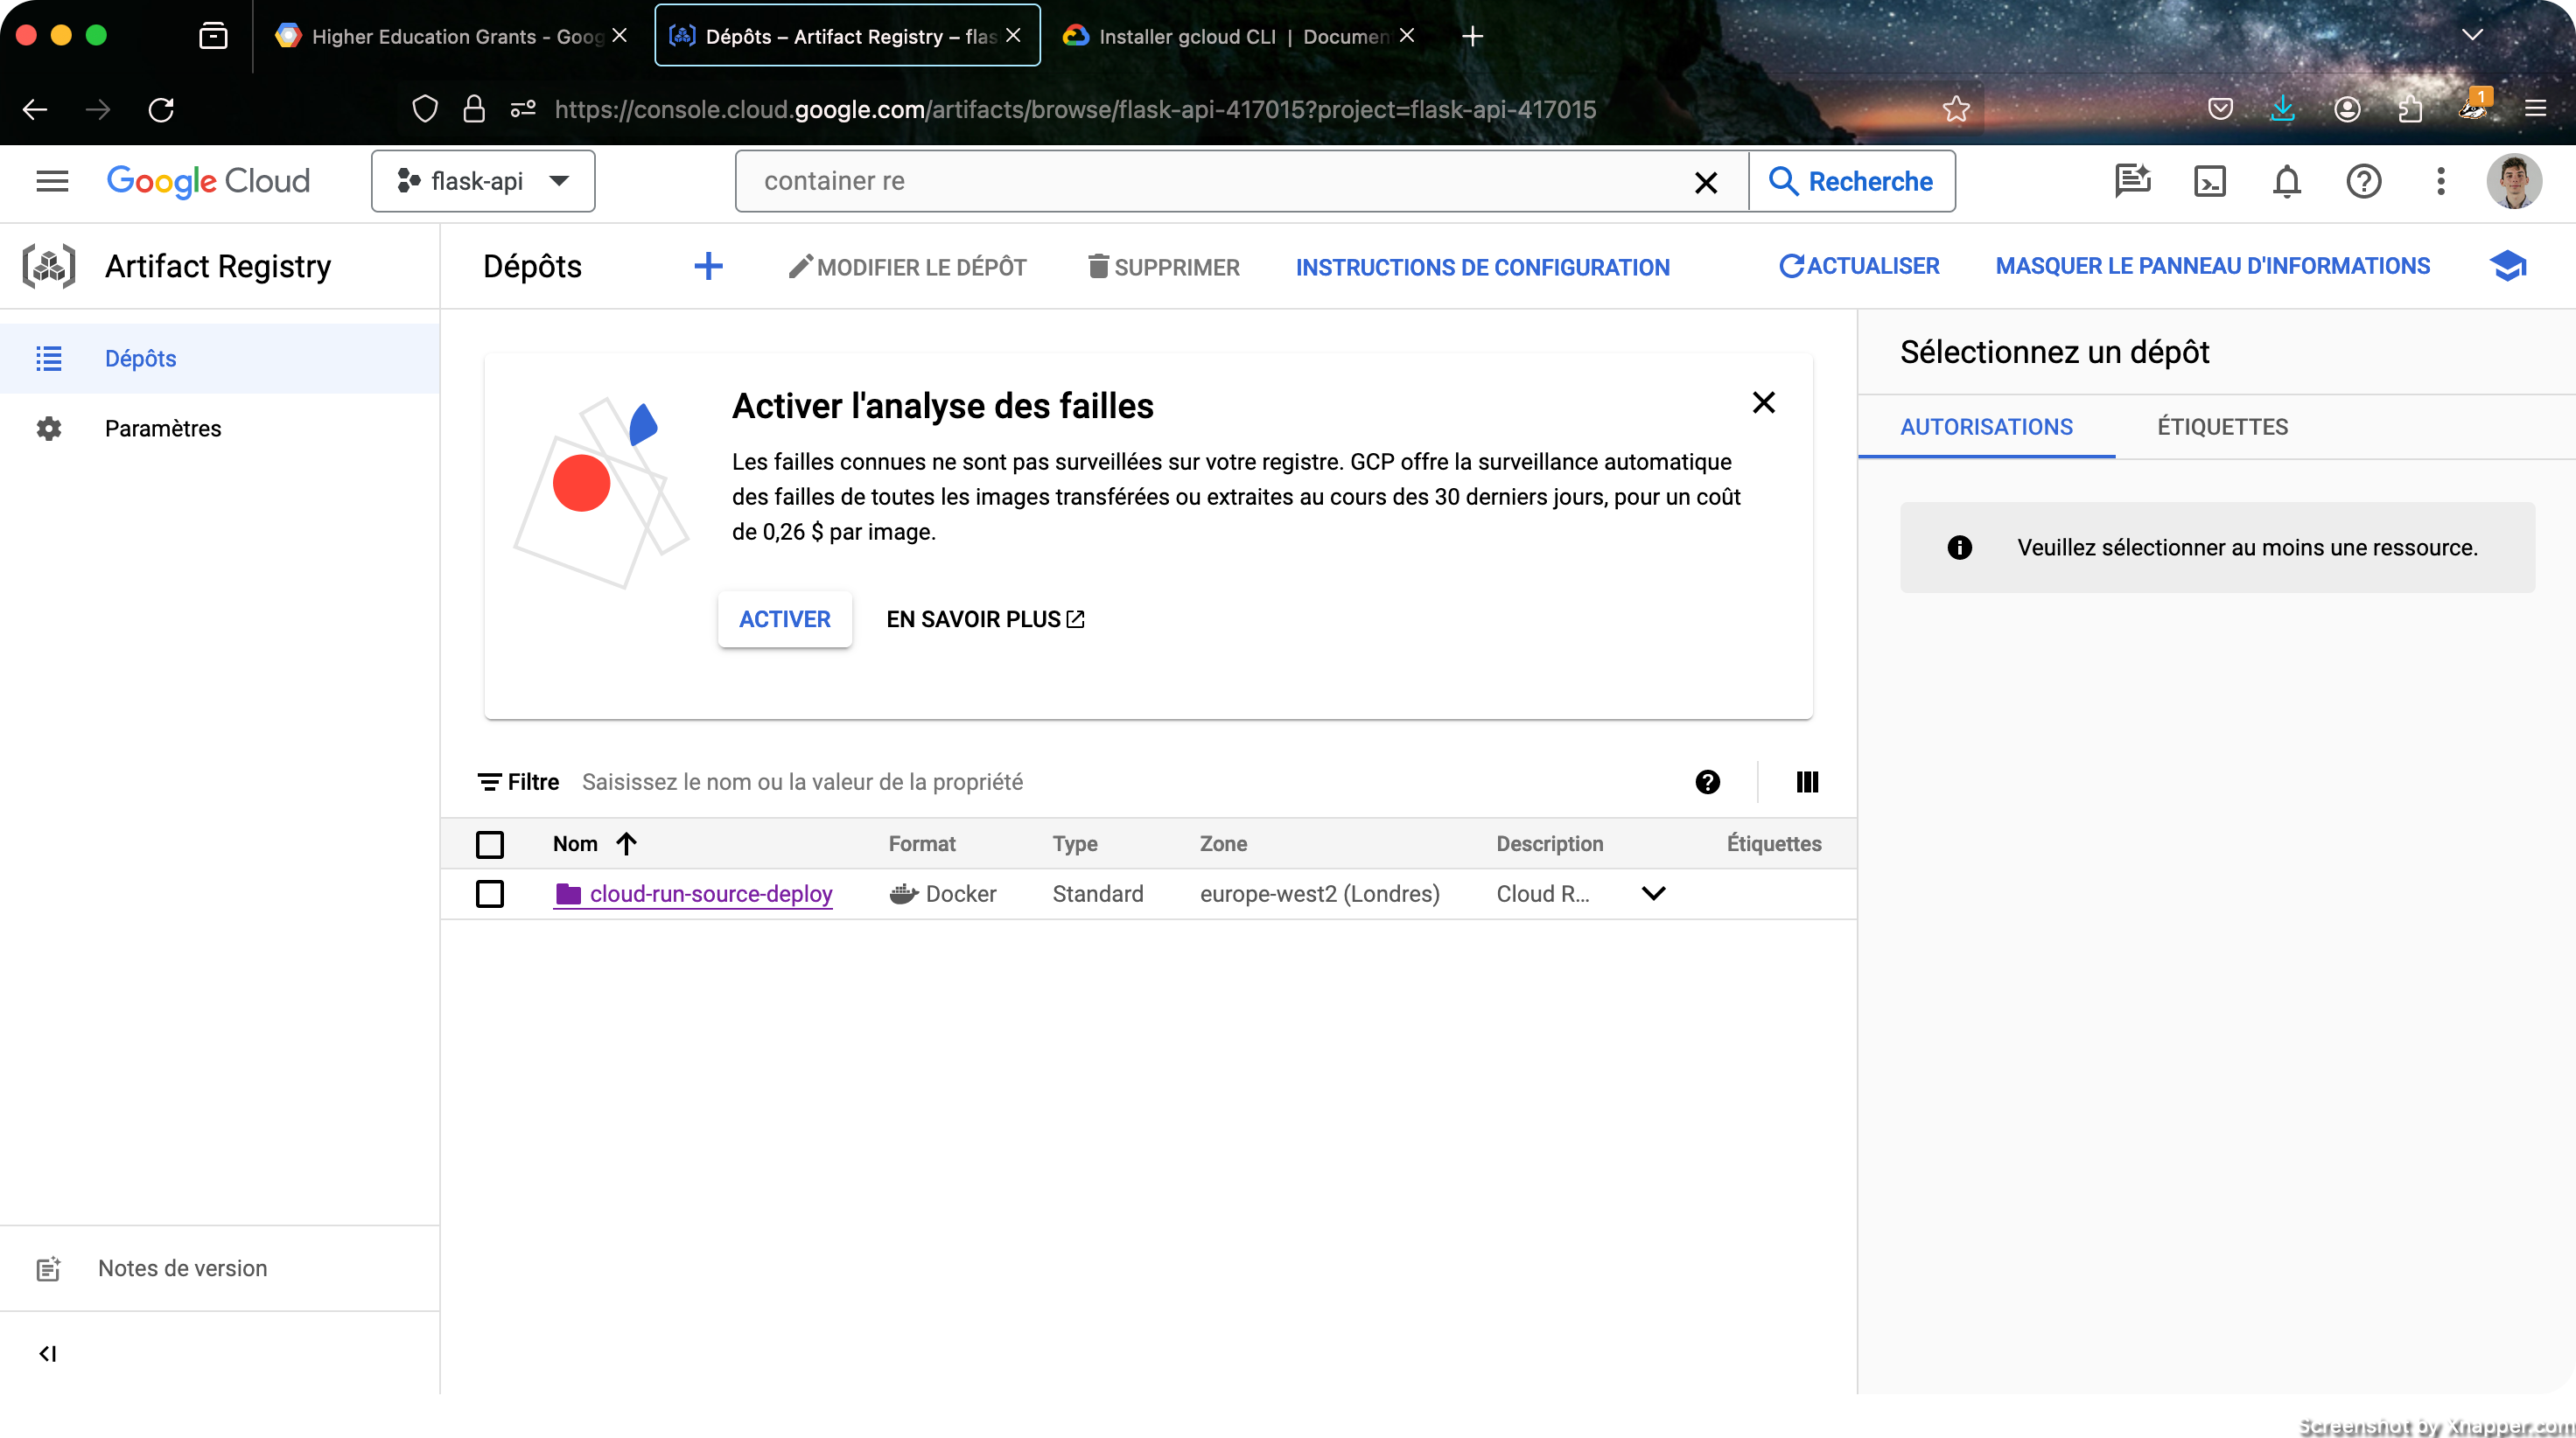 Higher Education Grants - Goog
Dépôts – Artifact Registry – flas
Installer gcloud CLI | Documen
https://console.cloud.google.com/artifacts/browse/flask-api-417015?project=flask-api-417015
1
Google Cloud
flask-api
container re
Recherche
Artifact Registry
Dépôts
MODIFIER LE DÉPÔT
SUPPRIMER
INSTRUCTIONS DE CONFIGURATION
ACTUALISER
MASQUER LE PANNEAU D'INFORMATIONS
Dépôts
Paramètres
Activer l'analyse des failles
Les failles connues ne sont pas surveillées sur votre registre. GCP offre la surveillance automatique
des failles de toutes les images transférées ou extraites au cours des 30 derniers jours, pour un coût
de 0,26 $ par image.
ACTIVER
EN SAVOIR PLUS
Filtre
Saisissez le nom ou la valeur de la propriété
Nom
Format
Type
Zone
Description
Étiquettes
cloud-run-source-deploy
Docker
Standard
europe-west2 (Londres)
Cloud R...
Sélectionnez un dépôt
AUTORISATIONS
ÉTIQUETTES
Veuillez sélectionner au moins une ressource.
Notes de version
Screenshot by Xnapper.com